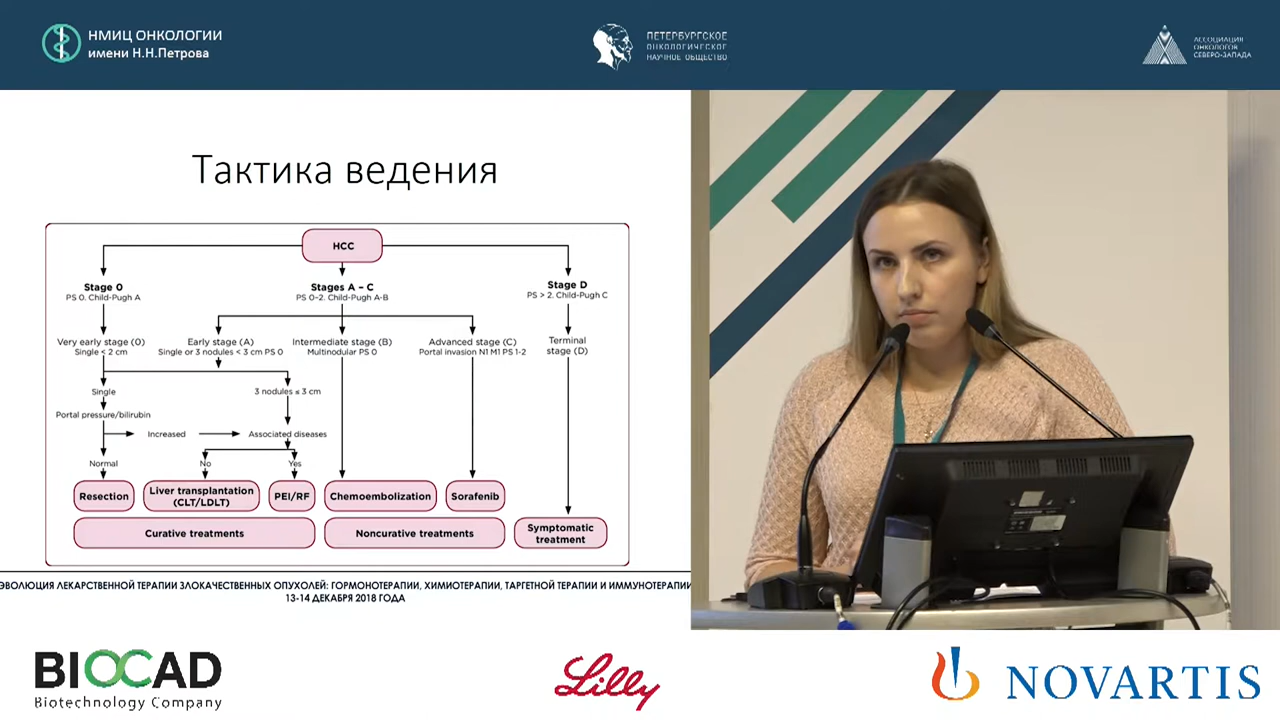 НМИЦ ОНКОЛОГИИ
имени Н.Н.Петрова
ПЕТЕРБУРГСКОЕ
ОНКОЛОГИЧЕСКОЕ
НАУЧНОЕ ОБЩЕСТВО
АССОЦИАЦИЯ
ОНКОЛОГОВ
СЕВЕРО-ЗАПАДА
Тактика ведения
HCC
Stage 0
PS 0. Child-Pugh A
Stages A – C
PS 0-2. Child-Pugh A-B
Stage D
PS > 2. Child-Pugh C
Very early stage (0)
Single < 2 cm
Early stage (A)
Single or 3 nodules < 3 cm PS 0
Intermediate stage (B)
Multinodular PS 0
Advanced stage (C)
Portal invasion N1 M1 PS 1-2
Terminal
stage (D)
Single
3 nodules ≤ 3 cm
Portal pressure/bilirubin
Increased
Associated diseases
Normal
No
Yes
Resection
Liver transplantation
(CLT/LDLT)
PEI/RF
Chemoembolization
Sorafenib
Curative treatments
Noncurative treatments
Symptomatic
treatment
ЭВОЛЮЦИЯ ЛЕКАРСТВЕННОЙ ТЕРАПИИ ЗЛОКАЧЕСТВЕННЫХ ОПУХОЛЕЙ: ГОРМОНОТЕРАПИИ, ХИМИОТЕРАПИИ, ТАРГЕТНОЙ ТЕРАПИИ И ИММУНОТЕРАПИИ
13-14 ДЕКАБРЯ 2018 ГОДА
BIOCAD
Biotechnology Company
Lilly
NOVARTIS